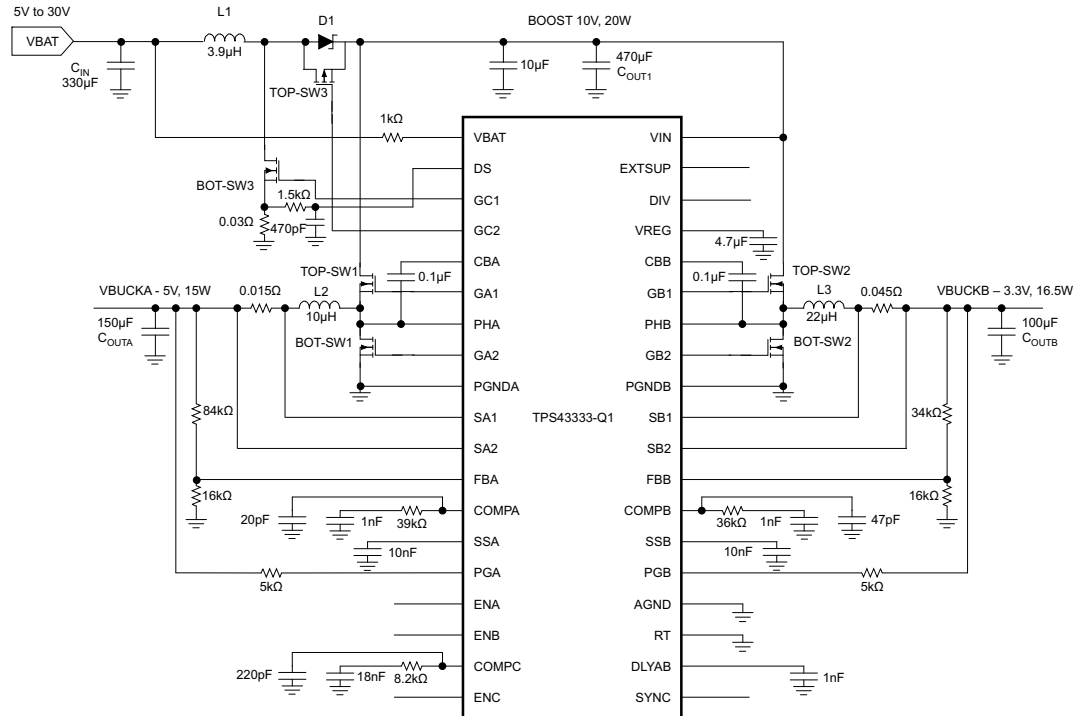 5V to 30V
L1
D1
BOOST 10V, 20W
VBAT
3.9µH
CIN
330µF
TOP-SW3
10µF
470µF
COUT1
1kΩ
VBAT
VIN
DS
EXTSUP
BOT-SW3
1.5kΩ
GC1
DIV
0.03Ω
470pF
GC2
VREG
4.7µF
CBA
CBB
TOP-SW1
0.1µF
0.1µF
TOP-SW2
VBUCKA - 5V, 15W
0.015Ω
L2
GA1
GB1
L3
0.045Ω
VBUCKB – 3.3V, 16.5W
10µH
22µH
150µF
COUTA
PHA
PHB
100µF
COUTB
BOT-SW1
BOT-SW2
GA2
GB2
PGNDA
PGNDB
84kΩ
SA1
TPS43333-Q1
SB1
34kΩ
SA2
SB2
FBA
FBB
16kΩ
16kΩ
COMPA
COMPB
20pF
1nF
39kΩ
36kΩ
1nF
47pF
SSA
SSB
10nF
10nF
PGA
PGB
5kΩ
5kΩ
ENA
AGND
ENB
RT
COMPC
DLYAB
220pF
18nF
8.2kΩ
1nF
ENC
SYNC